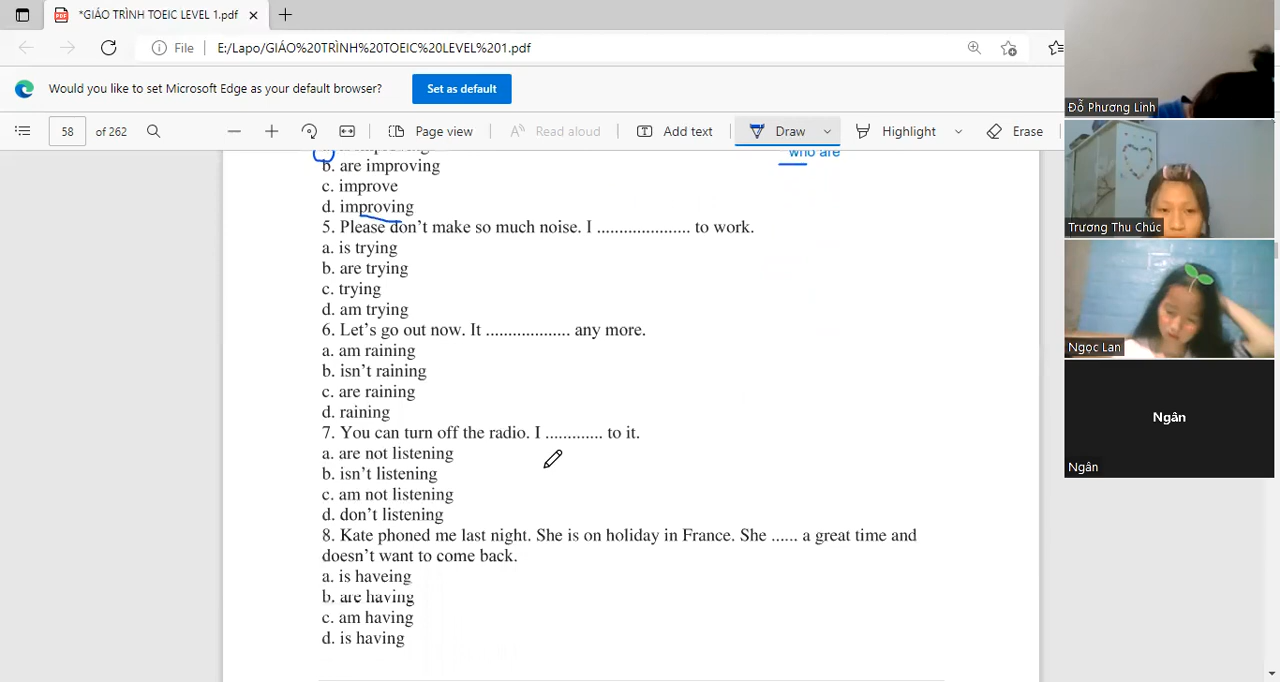 *GIÁO TRÌNH TOEIC LEVEL 1.pdf
File E:/Lapo/GIÁO%20TRÌNH%20TOEIC%20LEVEL%201.pdf
Would you like to set Microsoft Edge as your default browser? Set as default
58 of 262 Page view Read aloud Add text Draw Highlight Erase
who are
b. are improving
c. improve
d. improving
5. Please don't make so much noise. I ..................... to work.
a. is trying
b. are trying
c. trying
d. am trying
6. Let's go out now. It ................... any more.
a. am raining
b. isn't raining
c. are raining
d. raining
7. You can turn off the radio. I ............. to it.
a. are not listening
b. isn't listening
c. am not listening
d. don't listening
8. Kate phoned me last night. She is on holiday in France. She ...... a great time and
doesn't want to come back.
a. is haveing
b. are having
c. am having
d. is having
Đỗ Phương Linh
Trương Thu Chúc
Ngọc Lan
Ngân
Ngân